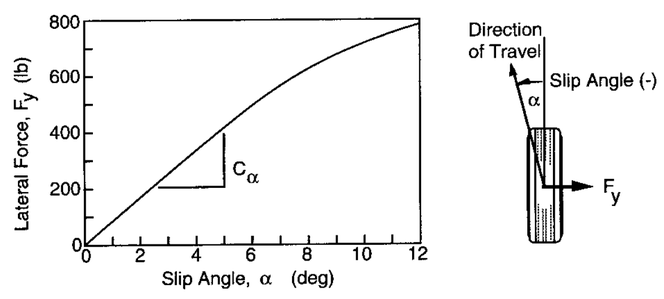 800
600
400
200
0
0 2 4 6 8 10 12
Lateral Force, Fy (lb)
Slip Angle, α (deg)
Cα
Direction
of Travel
Slip Angle (-)
α
Fy